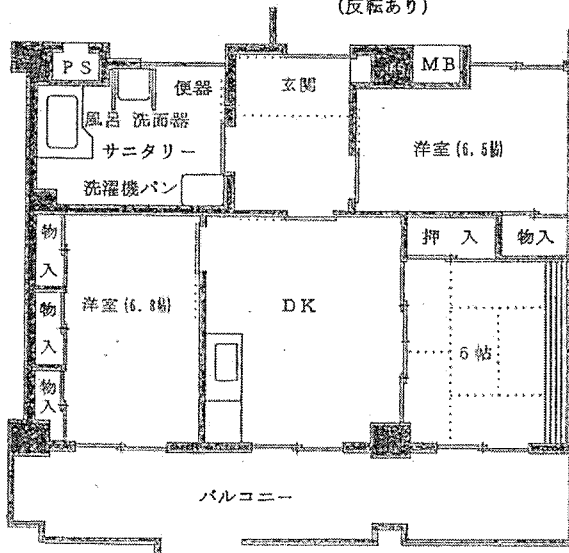 (反転あり)
PS
MB
便器
玄関
風呂 洗面器
サニタリー
洋室(6.5帖)
洗濯機パン
物入
押入
物入
洋室(6.8帖)
DK
物入
6帖
物入
バルコニー